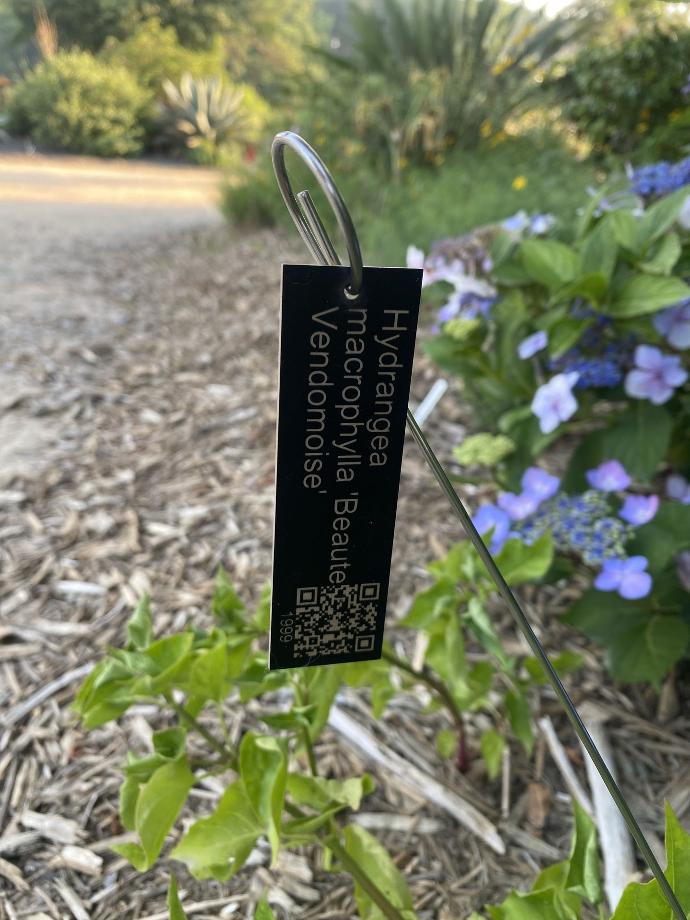 Hydrangea
macrophylla 'Beaute
Vendomoise'
1999